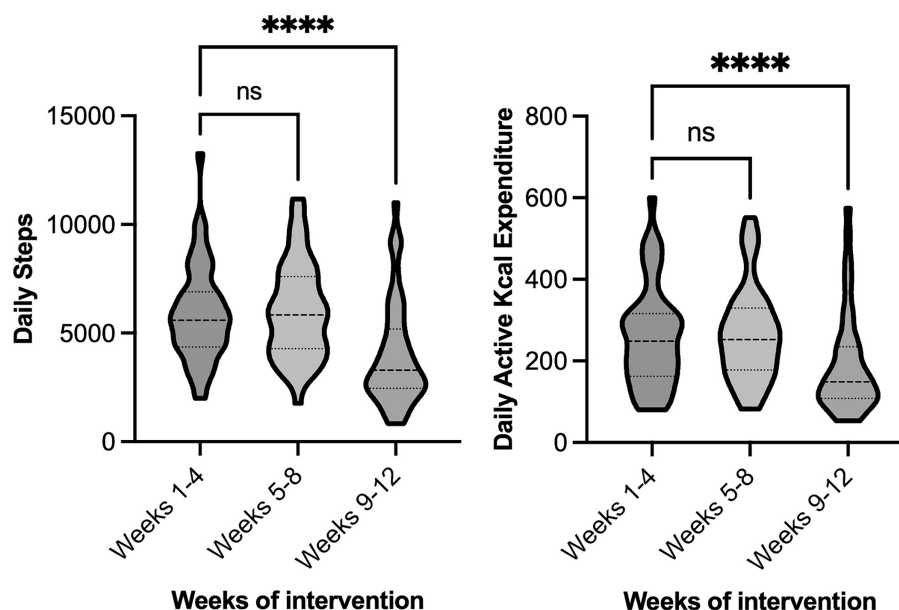 ****
ns
15000
10000
5000
0
Daily Steps
Weeks 1-4
Weeks 5-8
Weeks 9-12
Weeks of intervention
****
ns
800
600
400
200
0
Daily Active Kcal Expenditure
Weeks 1-4
Weeks 5-8
Weeks 9-12
Weeks of intervention